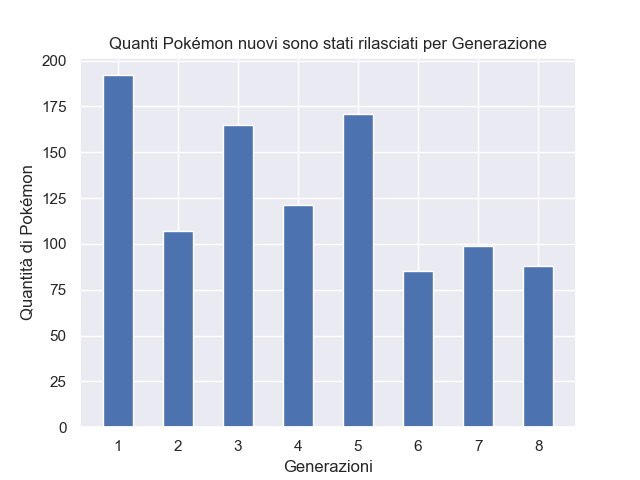 Quanti Pokémon nuovi sono stati rilasciati per Generazione
200
175
150
125
100
75
50
25
0
Quantità di Pokémon
1 2 3 4 5 6 7 8
Generazioni